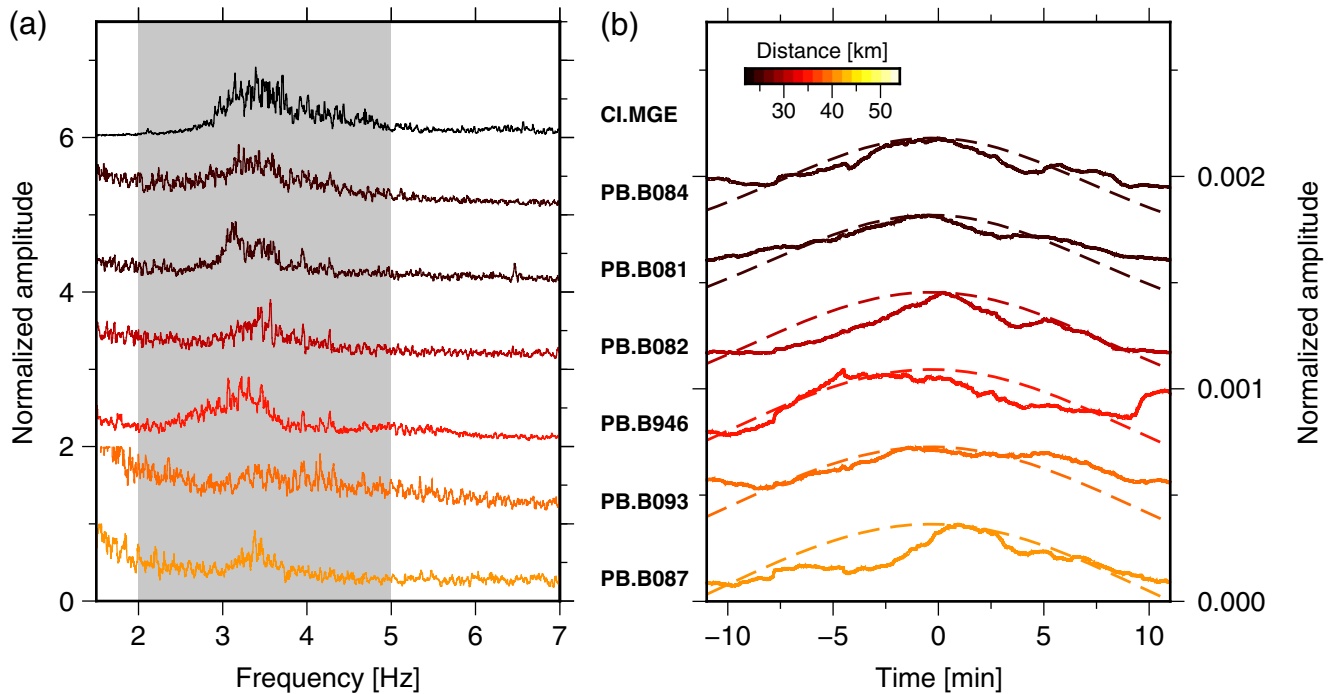 (a)
Normalized amplitude
6
4
2
0
2 3 4 5 6 7
Frequency [Hz]
CI.MGE
PB.B084
PB.B081
PB.B082
PB.B946
PB.B093
PB.B087
(b)
Distance [km]
30 40 50
0.002
0.001
0.000
Normalized amplitude
−10 −5 0 5 10
Time [min]